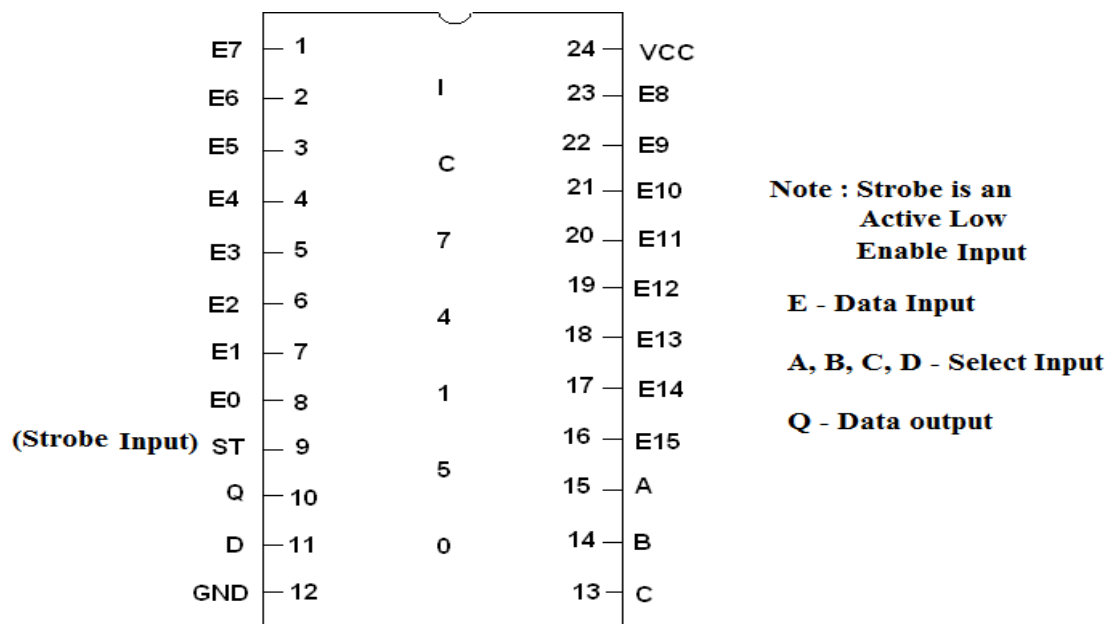 E7 1
E6 2
E5 3
E4 4
E3 5
E2 6
E1 7
E0 8
(Strobe Input) ST 9
Q 10
D 11
GND 12
I
C
7
4
1
5
0
24 VCC
23 E8
22 E9
21 E10
20 E11
19 E12
18 E13
17 E14
16 E15
15 A
14 B
13 C
Note : Strobe is an
Active Low
Enable Input
E - Data Input
A, B, C, D - Select Input
Q - Data output